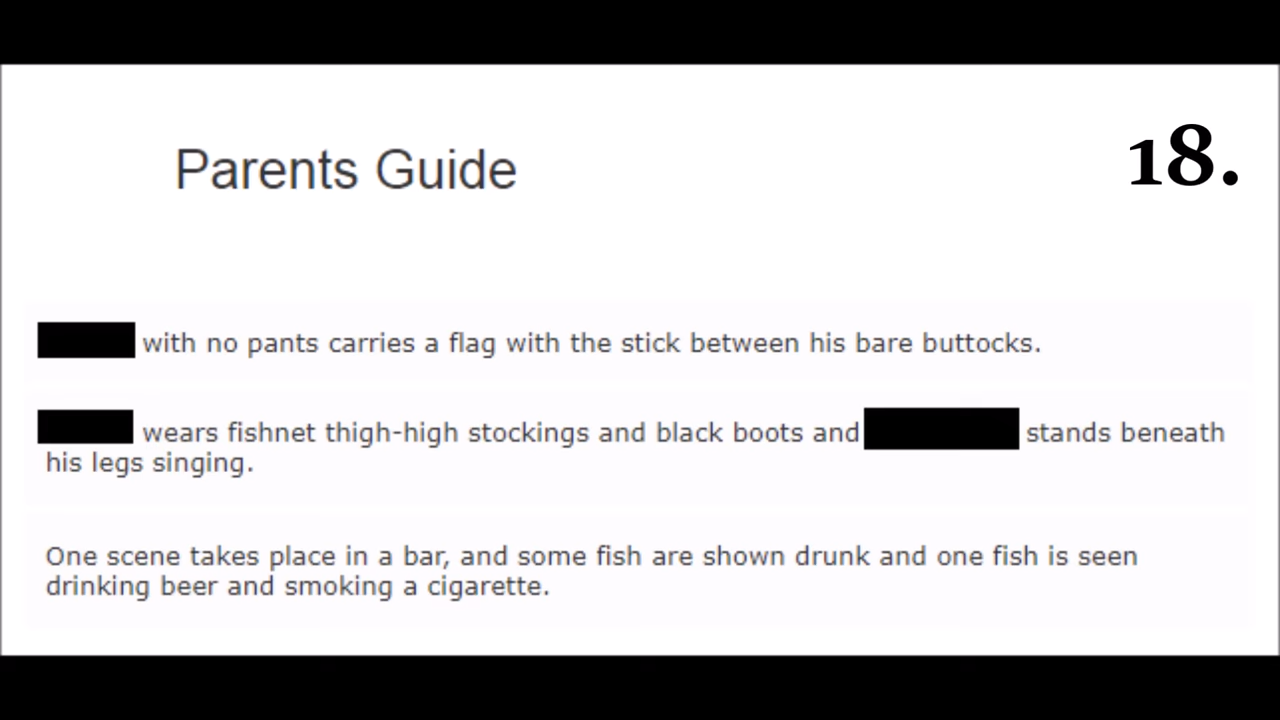 Parents Guide
18.
with no pants carries a flag with the stick between his bare buttocks.
wears fishnet thigh-high stockings and black boots and stands beneath
his legs singing.
One scene takes place in a bar, and some fish are shown drunk and one fish is seen
drinking beer and smoking a cigarette.